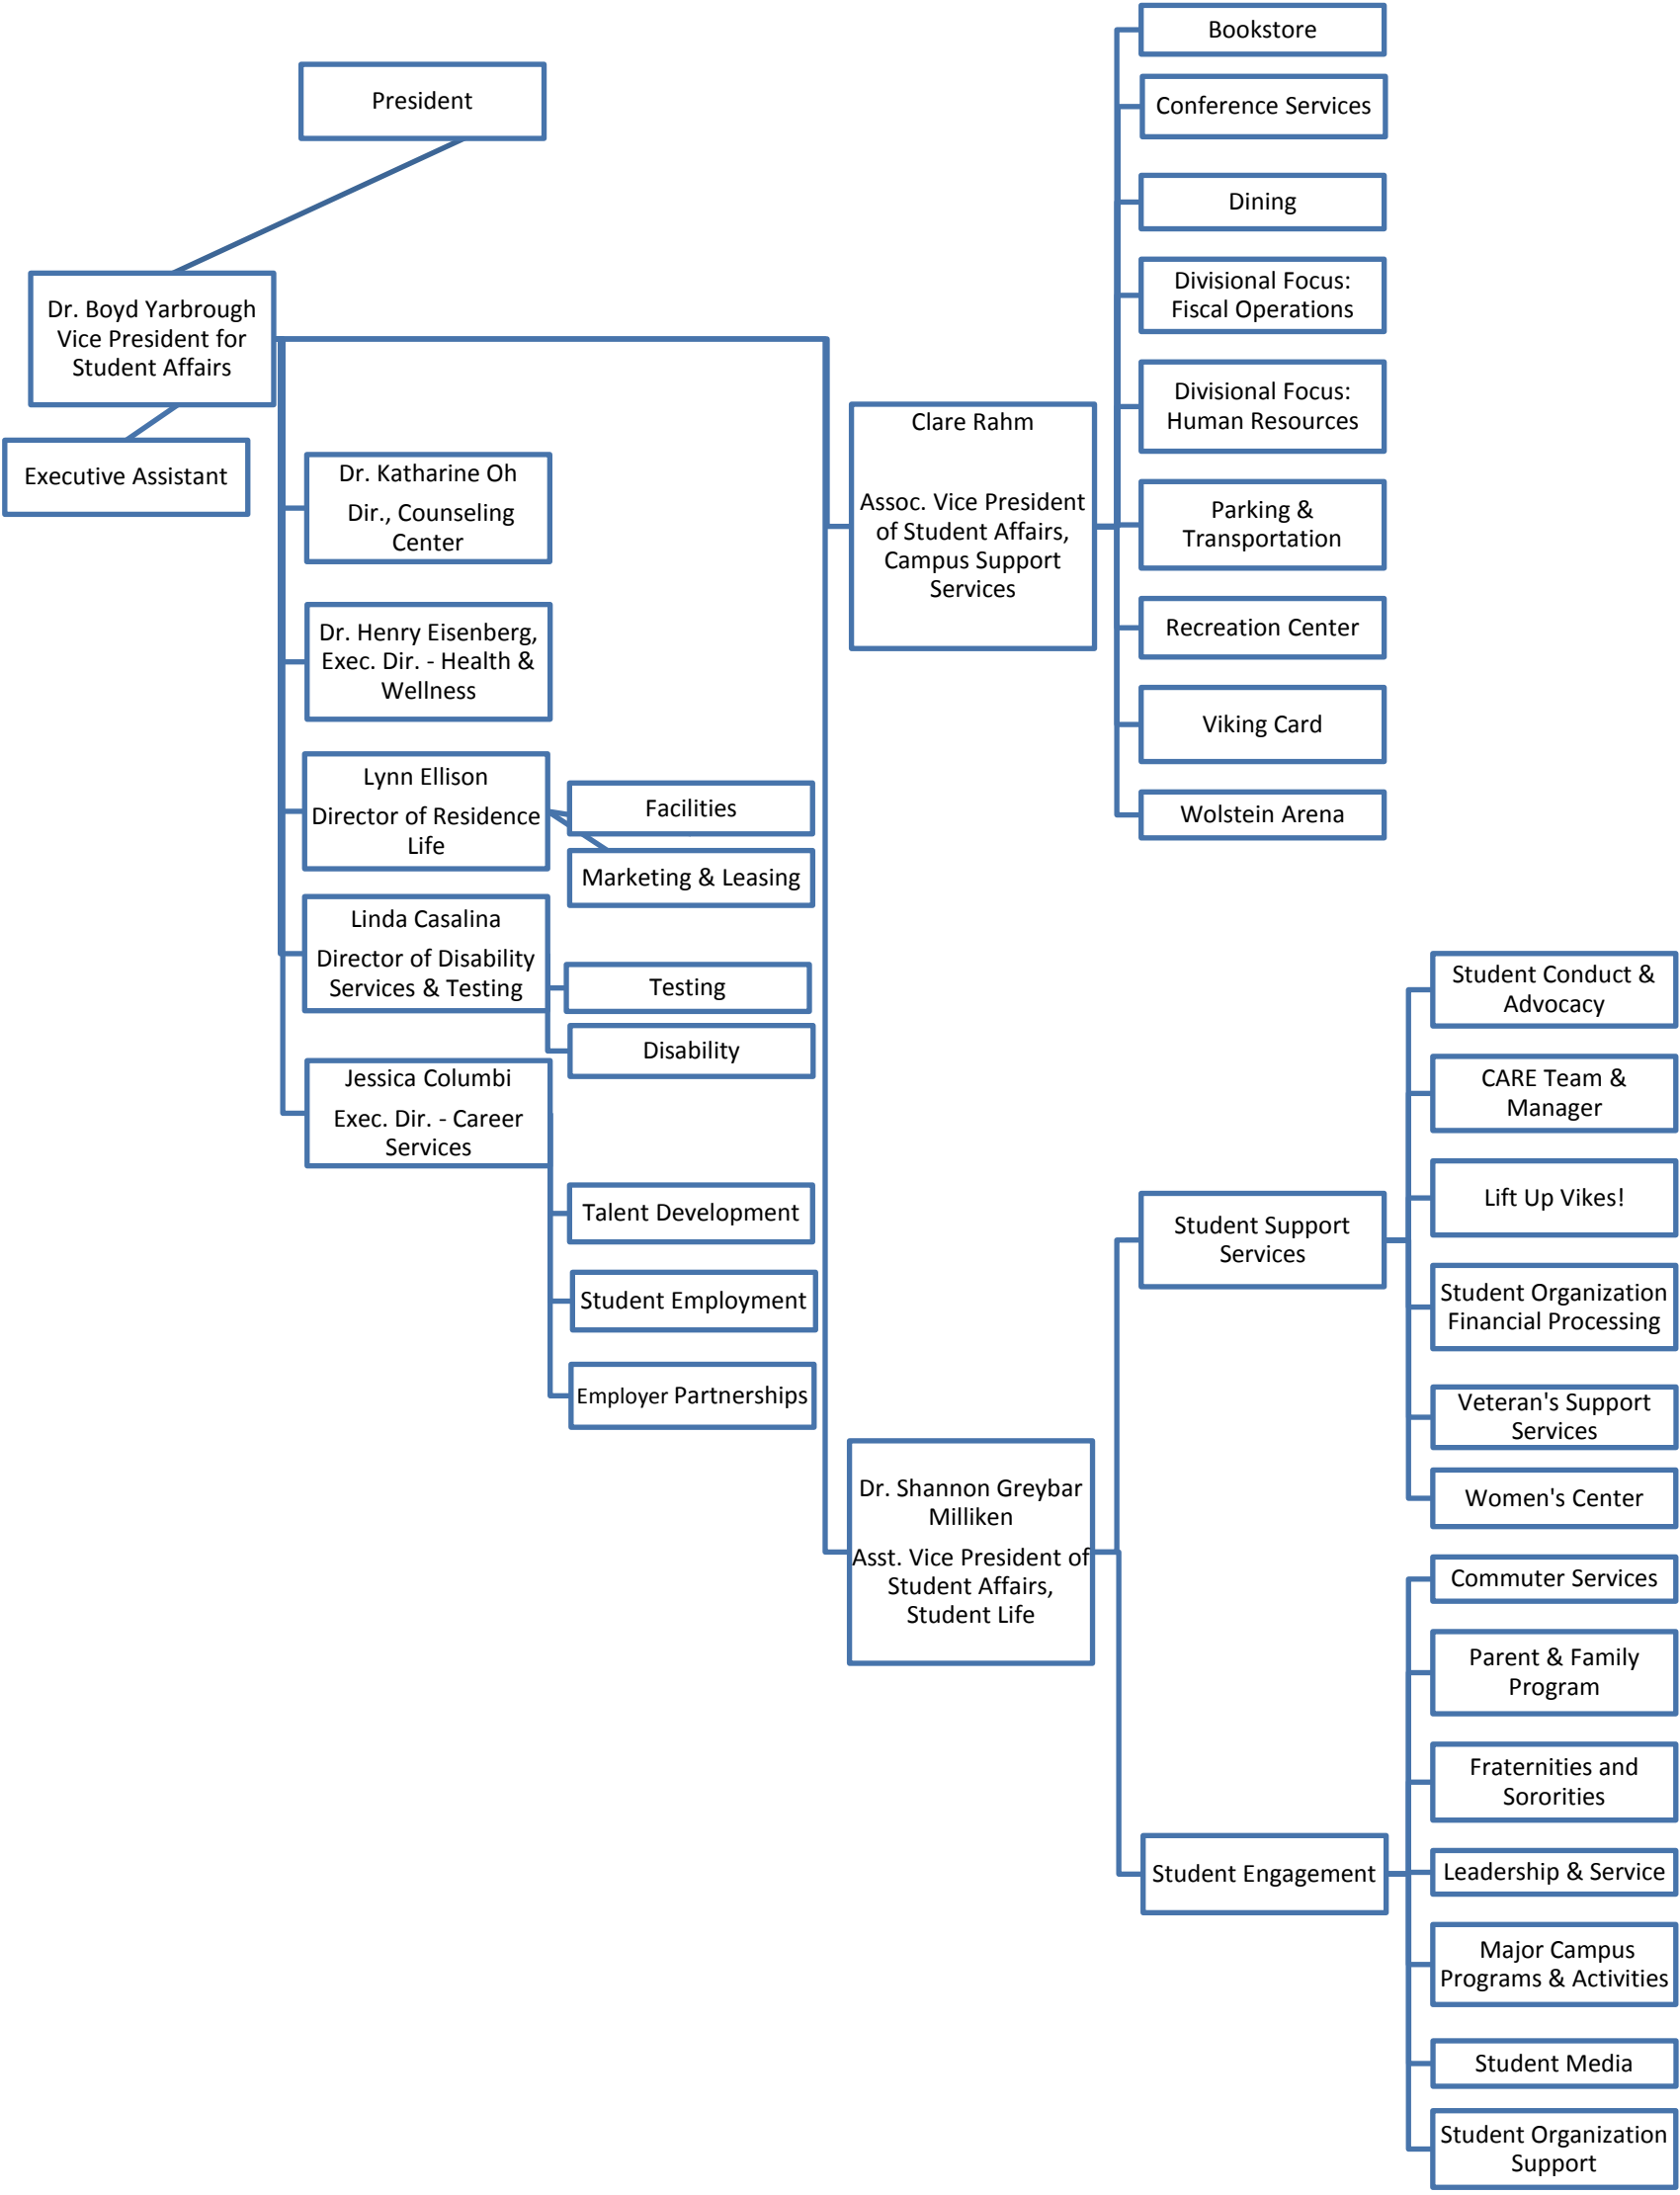 President
Dr. Boyd Yarbrough
Vice President for
Student Affairs
Executive Assistant
Dr. Katharine Oh
Dir., Counseling
Center
Dr. Henry Eisenberg,
Exec. Dir. - Health &
Wellness
Lynn Ellison
Director of Residence
Life
Facilities
Marketing & Leasing
Linda Casalina
Director of Disability
Services & Testing
Testing
Disability
Jessica Columbi
Exec. Dir. - Career
Services
Talent Development
Student Employment
Employer Partnerships
Clare Rahm
Assoc. Vice President
of Student Affairs,
Campus Support
Services
Bookstore
Conference Services
Dining
Divisional Focus:
Fiscal Operations
Divisional Focus:
Human Resources
Parking &
Transportation
Recreation Center
Viking Card
Wolstein Arena
Dr. Shannon Greybar
Milliken
Asst. Vice President of
Student Affairs,
Student Life
Student Support
Services
Student Conduct &
Advocacy
CARE Team &
Manager
Lift Up Vikes!
Student Organization
Financial Processing
Veteran's Support
Services
Women's Center
Student Engagement
Commuter Services
Parent & Family
Program
Fraternities and
Sororities
Leadership & Service
Major Campus
Programs & Activities
Student Media
Student Organization
Support